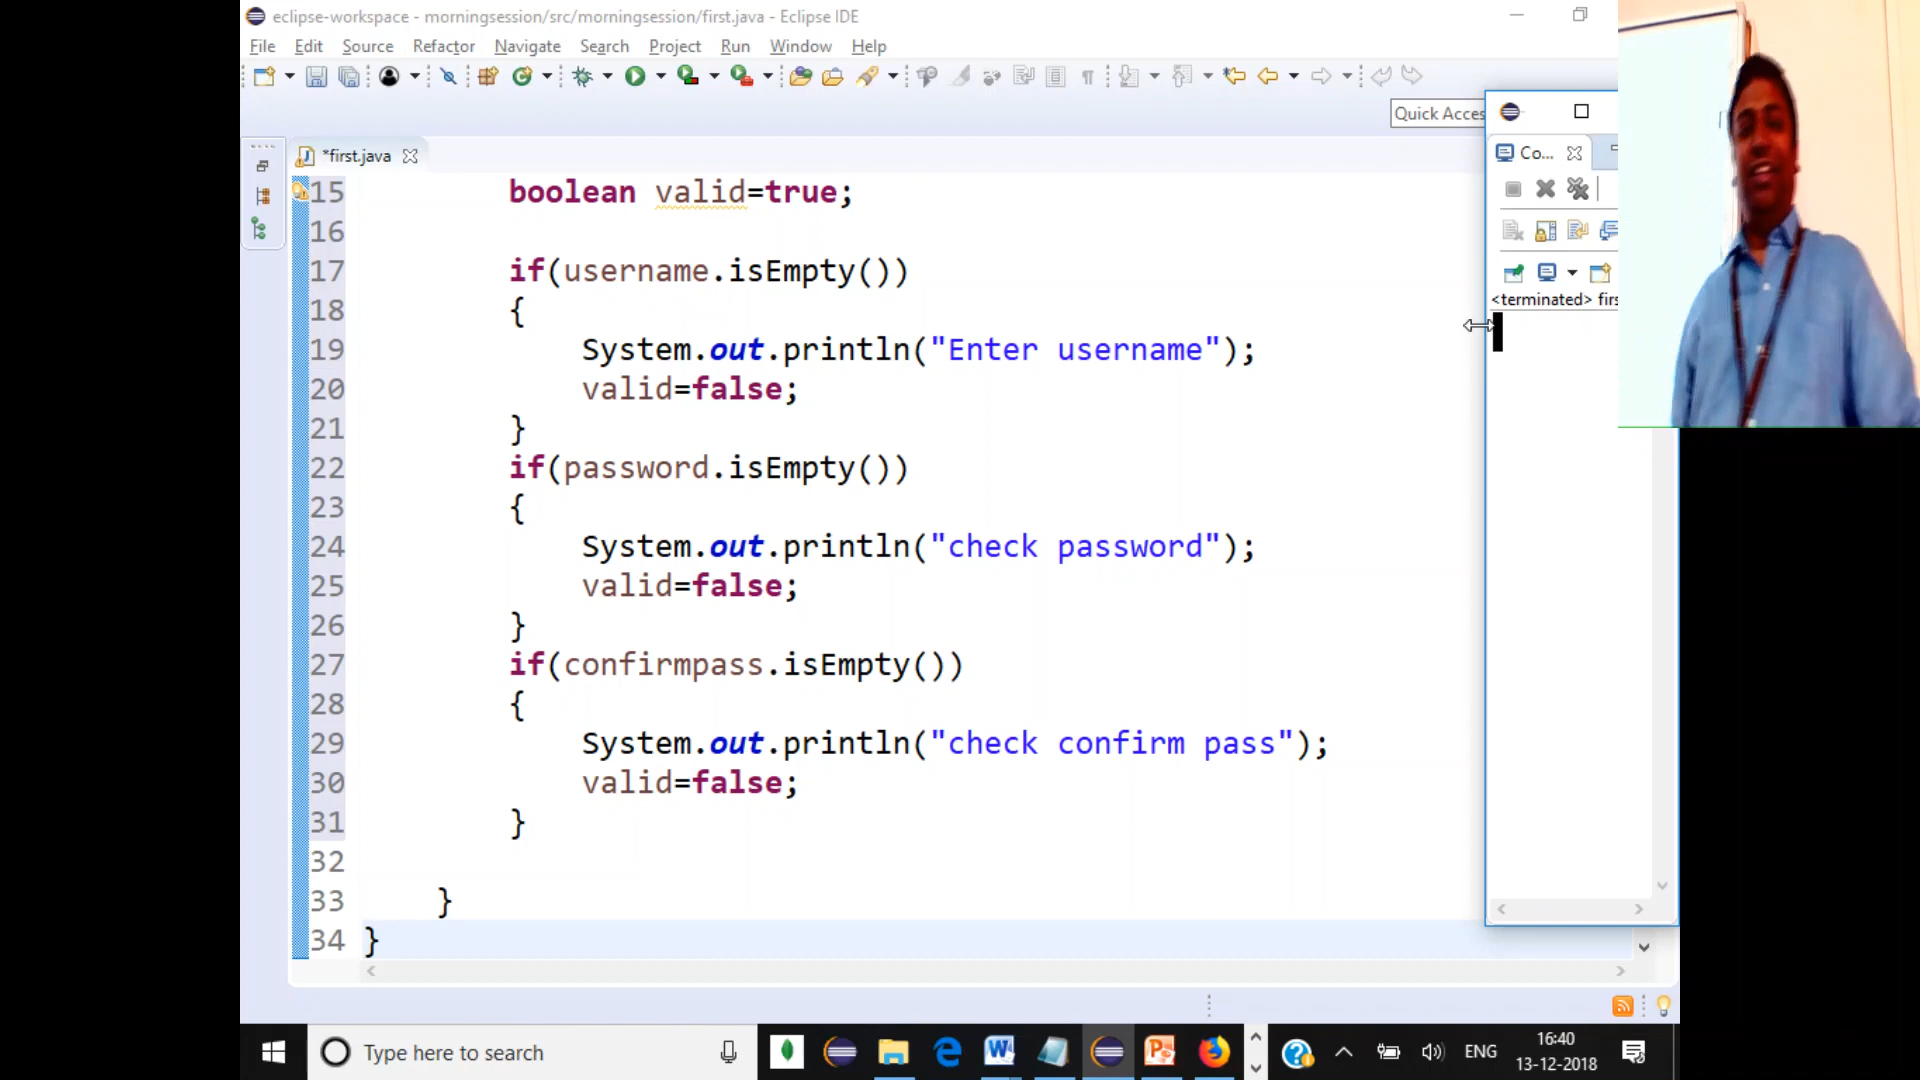 eclipse-workspace - morningsession/src/morningsession/first.java - Eclipse IDE
File Edit Source Refactor Navigate Search Project Run Window Help
Quick Acces
*first.java
Co...
15 boolean valid=true;
16
17 if(username.isEmpty())
18 {
<terminated> firs
19 System.out.println("Enter username");
20 valid=false;
21 }
22 if(password.isEmpty())
23 {
24 System.out.println("check password");
25 valid=false;
26 }
27 if(confirmpass.isEmpty())
28 {
29 System.out.println("check confirm pass");
30 valid=false;
31 }
32
33 }
34 }
Type here to search
ENG
16:40
13-12-2018